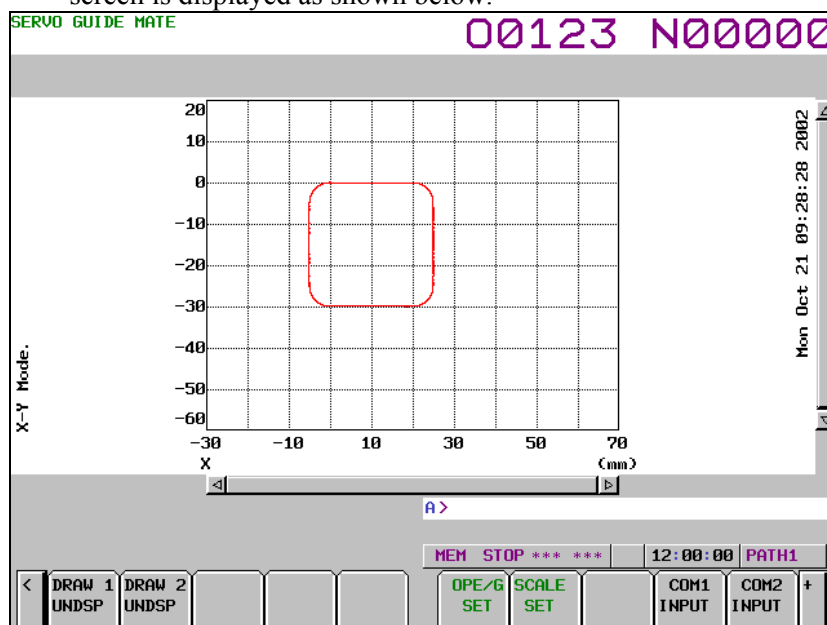 screen is displayed as shown below.
SERVO GUIDE MATE
O0123 N00000
20
10
0
-10
-20
-30
-40
-50
-60
-30 -10 10 30 50 70
X (mm)
X-Y Mode.
Mon Oct 21 09:28:28 2002
A>
MEM STOP *** *** 12:00:00 PATH1
< DRAW 1 DRAW 2 OPE/G SCALE COM1 COM2 +
UNDSP UNDSP SET SET INPUT INPUT